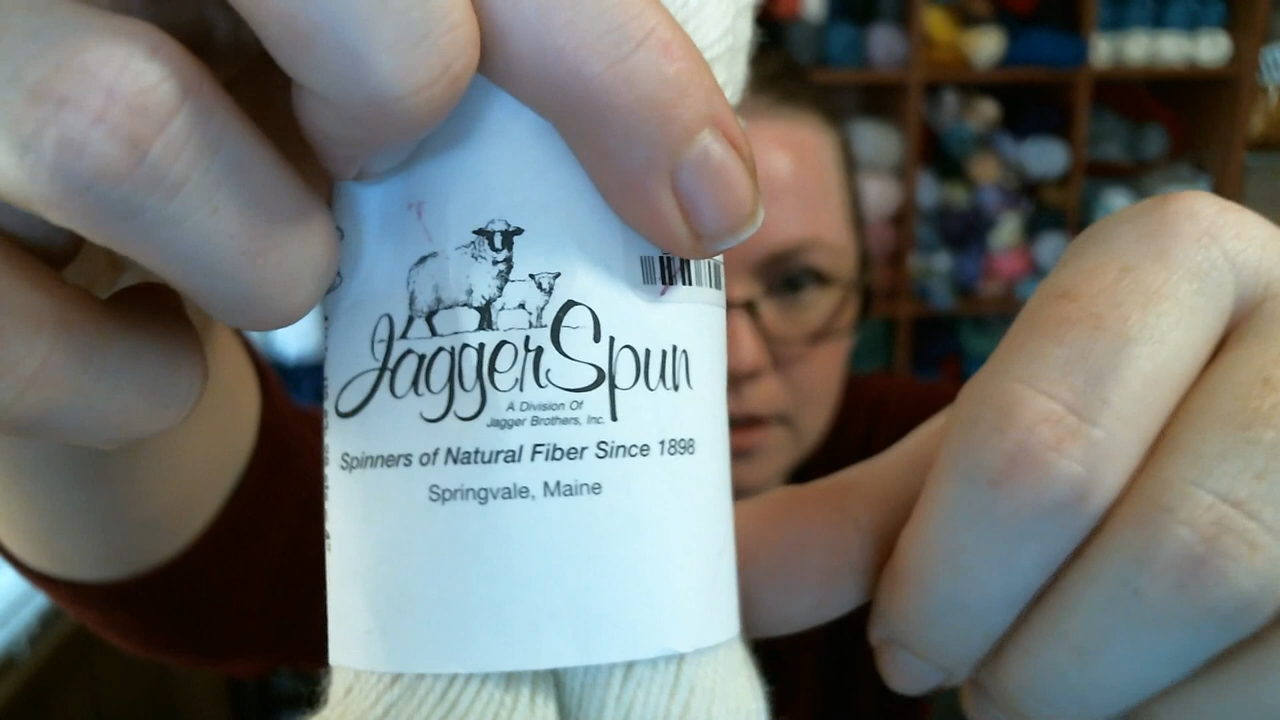 JaggerSpun
A Division Of
Jagger Brothers, Inc.
Spinners of Natural Fiber Since 1898
Springvale, Maine